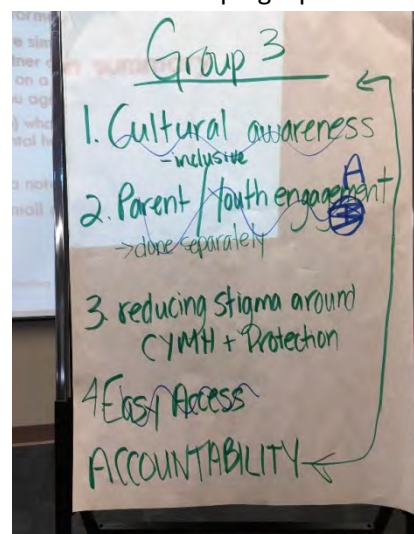 Group 3
1. Cultural awareness
- inclusive
A
2. Parent/Youth engagement
→ done separately
3. reducing stigma around
CYMH + Protection
4 Easy Access
ACCOUNTABILITY